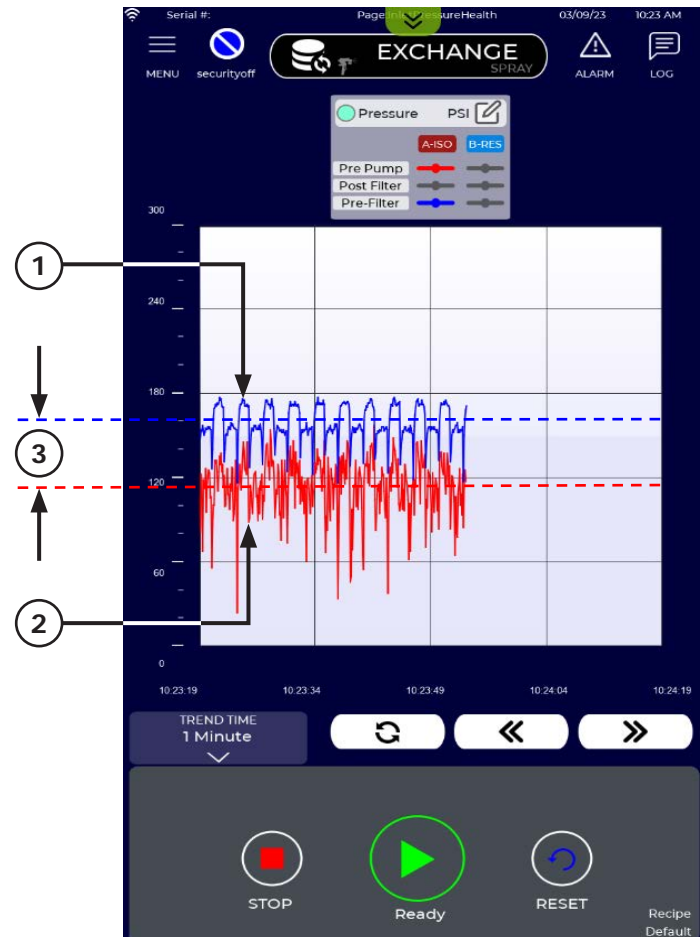 Serial #:
03/09/23
10:23 AM
MENU
securityoff
EXCHANGE
SPRAY
ALARM
LOG
Pressure
PSI
A-ISO
B-RES
Pre Pump
Post Filter
Pre-Filter
300
240
180
120
60
0
1
3
2
10:23:19
10:23:34
10:23:49
10:24:04
10:24:19
TREND TIME
1 Minute
STOP
Ready
RESET
Recipe
Default